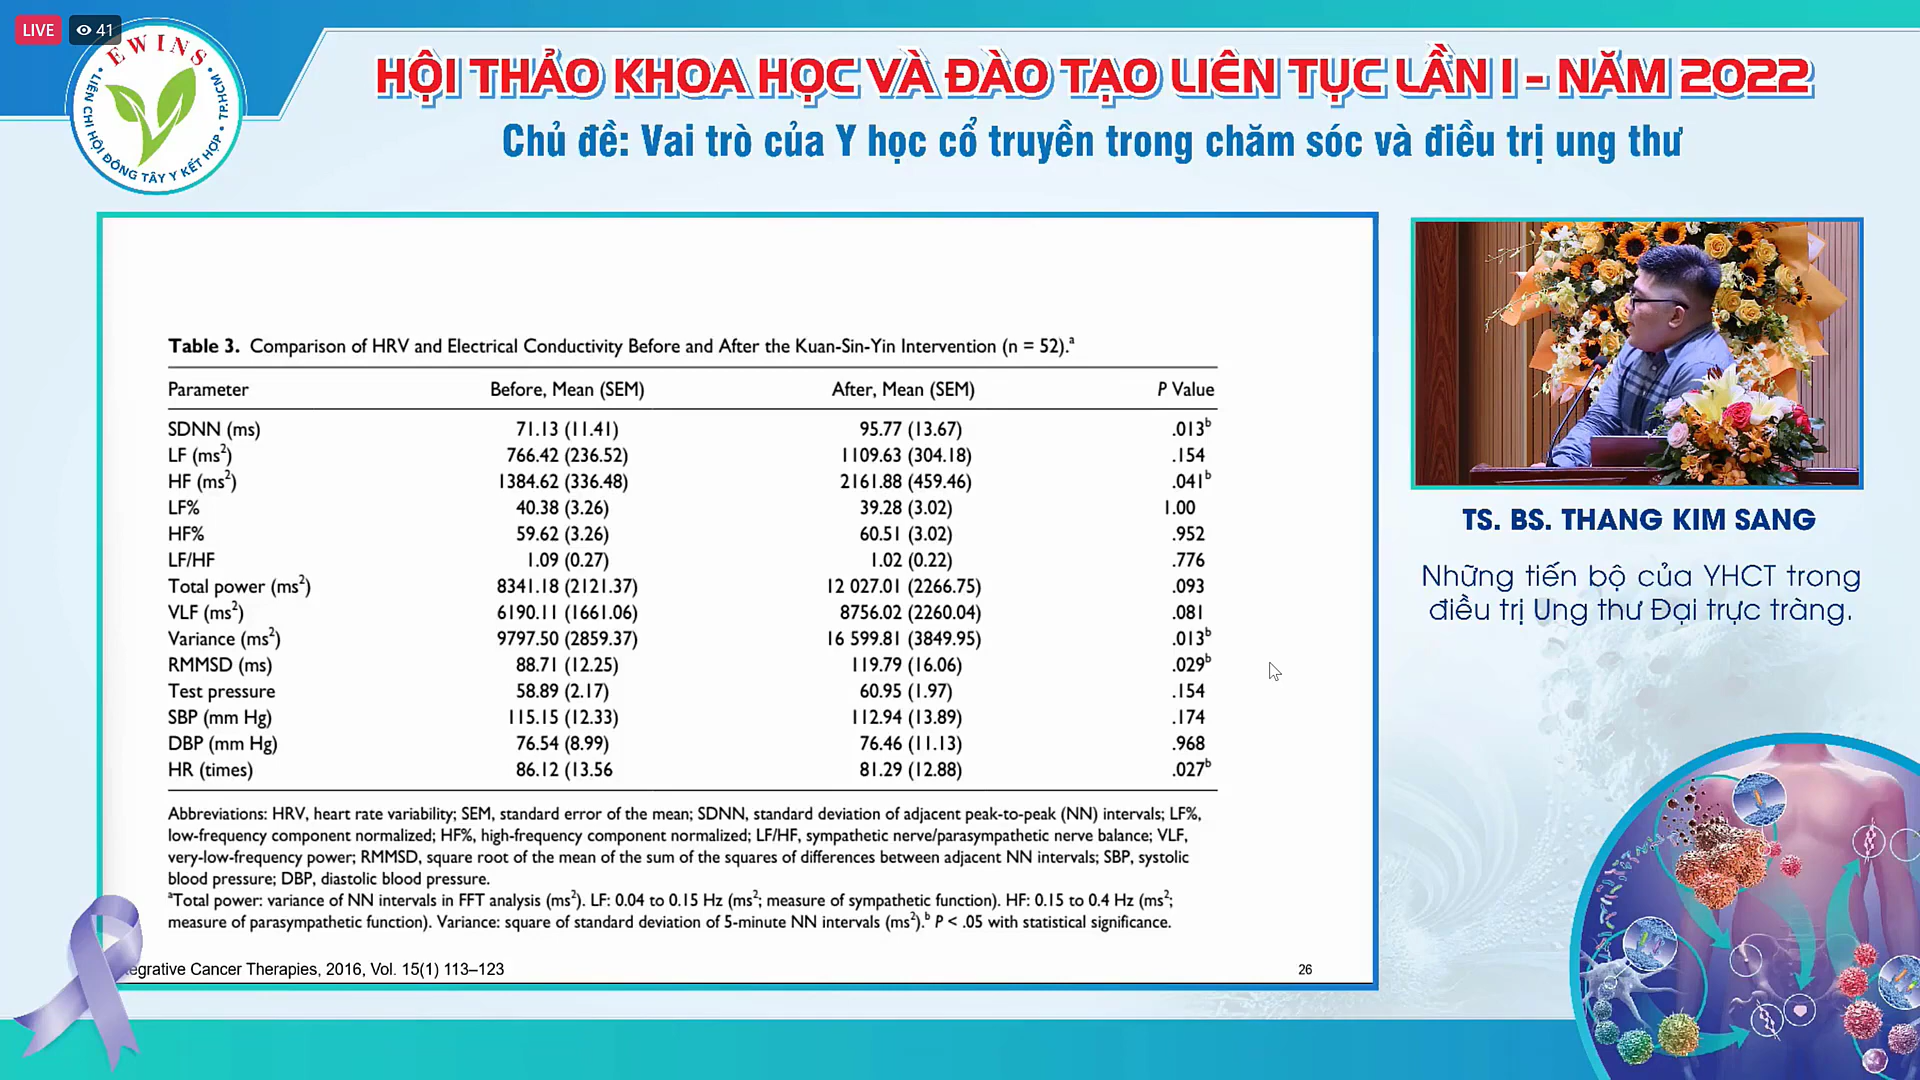 LIVE 41
EWINS
LIÊN CHI HỘI ĐÔNG TÂY Y KẾT HỢP • TP.HCM
HỘI THẢO KHOA HỌC VÀ ĐÀO TẠO LIÊN TỤC LẦN I - NĂM 2022
Chủ đề: Vai trò của Y học cổ truyền trong chăm sóc và điều trị ung thư
Table 3. Comparison of HRV and Electrical Conductivity Before and After the Kuan-Sin-Yin Intervention (n = 52).ᵃ
Parameter Before, Mean (SEM) After, Mean (SEM) P Value
SDNN (ms) 71.13 (11.41) 95.77 (13.67) .013ᵇ
LF (ms²) 766.42 (236.52) 1109.63 (304.18) .154
HF (ms²) 1384.62 (336.48) 2161.88 (459.46) .041ᵇ
LF% 40.38 (3.26) 39.28 (3.02) 1.00
HF% 59.62 (3.26) 60.51 (3.02) .952
LF/HF 1.09 (0.27) 1.02 (0.22) .776
Total power (ms²) 8341.18 (2121.37) 12 027.01 (2266.75) .093
VLF (ms²) 6190.11 (1661.06) 8756.02 (2260.04) .081
Variance (ms²) 9797.50 (2859.37) 16 599.81 (3849.95) .013ᵇ
RMMSD (ms) 88.71 (12.25) 119.79 (16.06) .029ᵇ
Test pressure 58.89 (2.17) 60.95 (1.97) .154
SBP (mm Hg) 115.15 (12.33) 112.94 (13.89) .174
DBP (mm Hg) 76.54 (8.99) 76.46 (11.13) .968
HR (times) 86.12 (13.56 81.29 (12.88) .027ᵇ
Abbreviations: HRV, heart rate variability; SEM, standard error of the mean; SDNN, standard deviation of adjacent peak-to-peak (NN) intervals; LF%,
low-frequency component normalized; HF%, high-frequency component normalized; LF/HF, sympathetic nerve/parasympathetic nerve balance; VLF,
very-low-frequency power; RMMSD, square root of the mean of the sum of the squares of differences between adjacent NN intervals; SBP, systolic
blood pressure; DBP, diastolic blood pressure.
ᵃTotal power: variance of NN intervals in FFT analysis (ms²). LF: 0.04 to 0.15 Hz (ms²; measure of sympathetic function). HF: 0.15 to 0.4 Hz (ms²;
measure of parasympathetic function). Variance: square of standard deviation of 5-minute NN intervals (ms²).ᵇ P < .05 with statistical significance.
egrative Cancer Therapies, 2016, Vol. 15(1) 113–123
26
TS. BS. THANG KIM SANG
Những tiến bộ của YHCT trong
điều trị Ung thư Đại trực tràng.